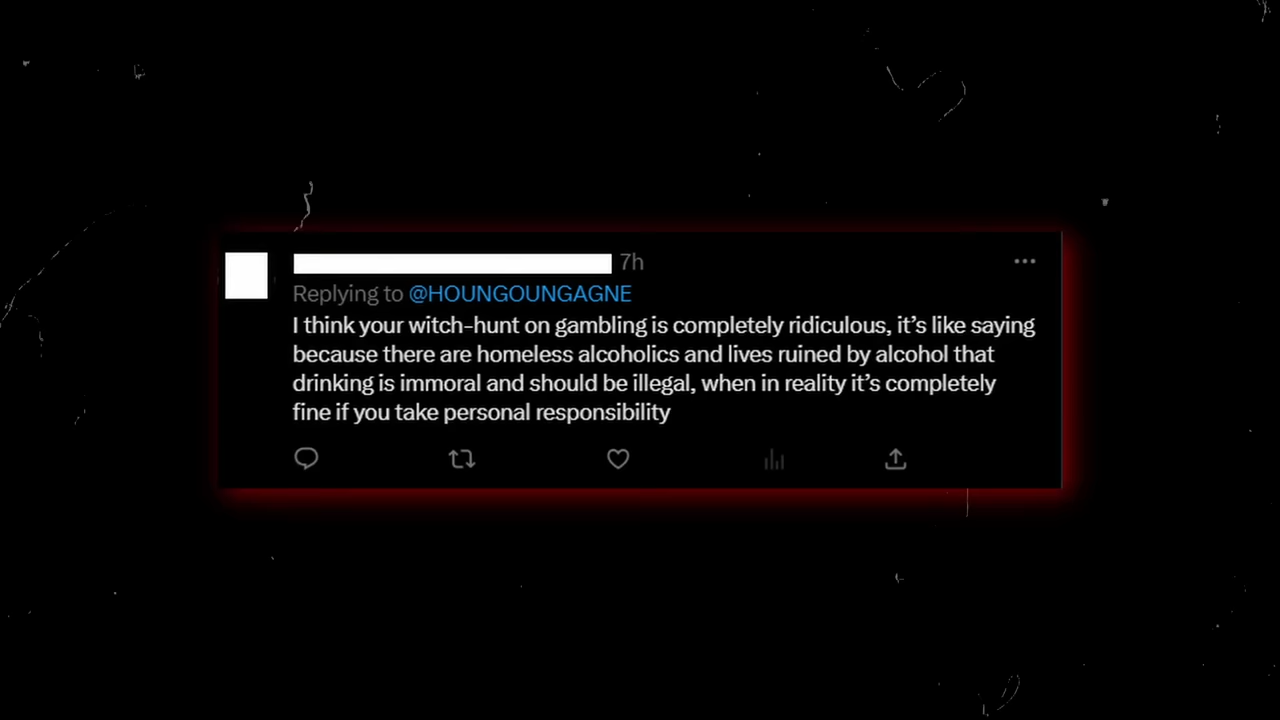 7h
Replying to @HOUNGOUNGAGNE
I think your witch-hunt on gambling is completely ridiculous, it’s like saying
because there are homeless alcoholics and lives ruined by alcohol that
drinking is immoral and should be illegal, when in reality it’s completely
fine if you take personal responsibility